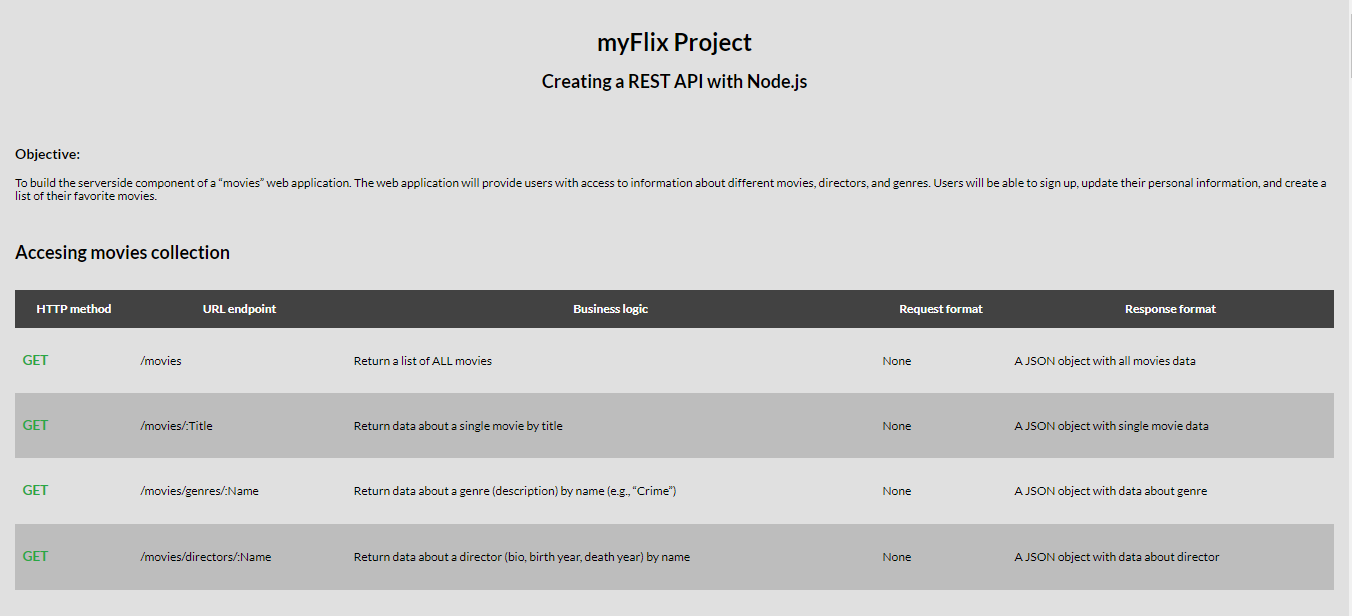 myFlix Project
Creating a REST API with Node.js
Objective:
To build the serverside component of a “movies” web application. The web application will provide users with access to information about different movies, directors, and genres. Users will be able to sign up, update their personal information, and create a
list of their favorite movies.
Accesing movies collection
HTTP method URL endpoint Business logic Request format Response format
GET /movies Return a list of ALL movies None A JSON object with all movies data
GET /movies/:Title Return data about a single movie by title None A JSON object with single movie data
GET /movies/genres/:Name Return data about a genre (description) by name (e.g., “Crime”) None A JSON object with data about genre
GET /movies/directors/:Name Return data about a director (bio, birth year, death year) by name None A JSON object with data about director